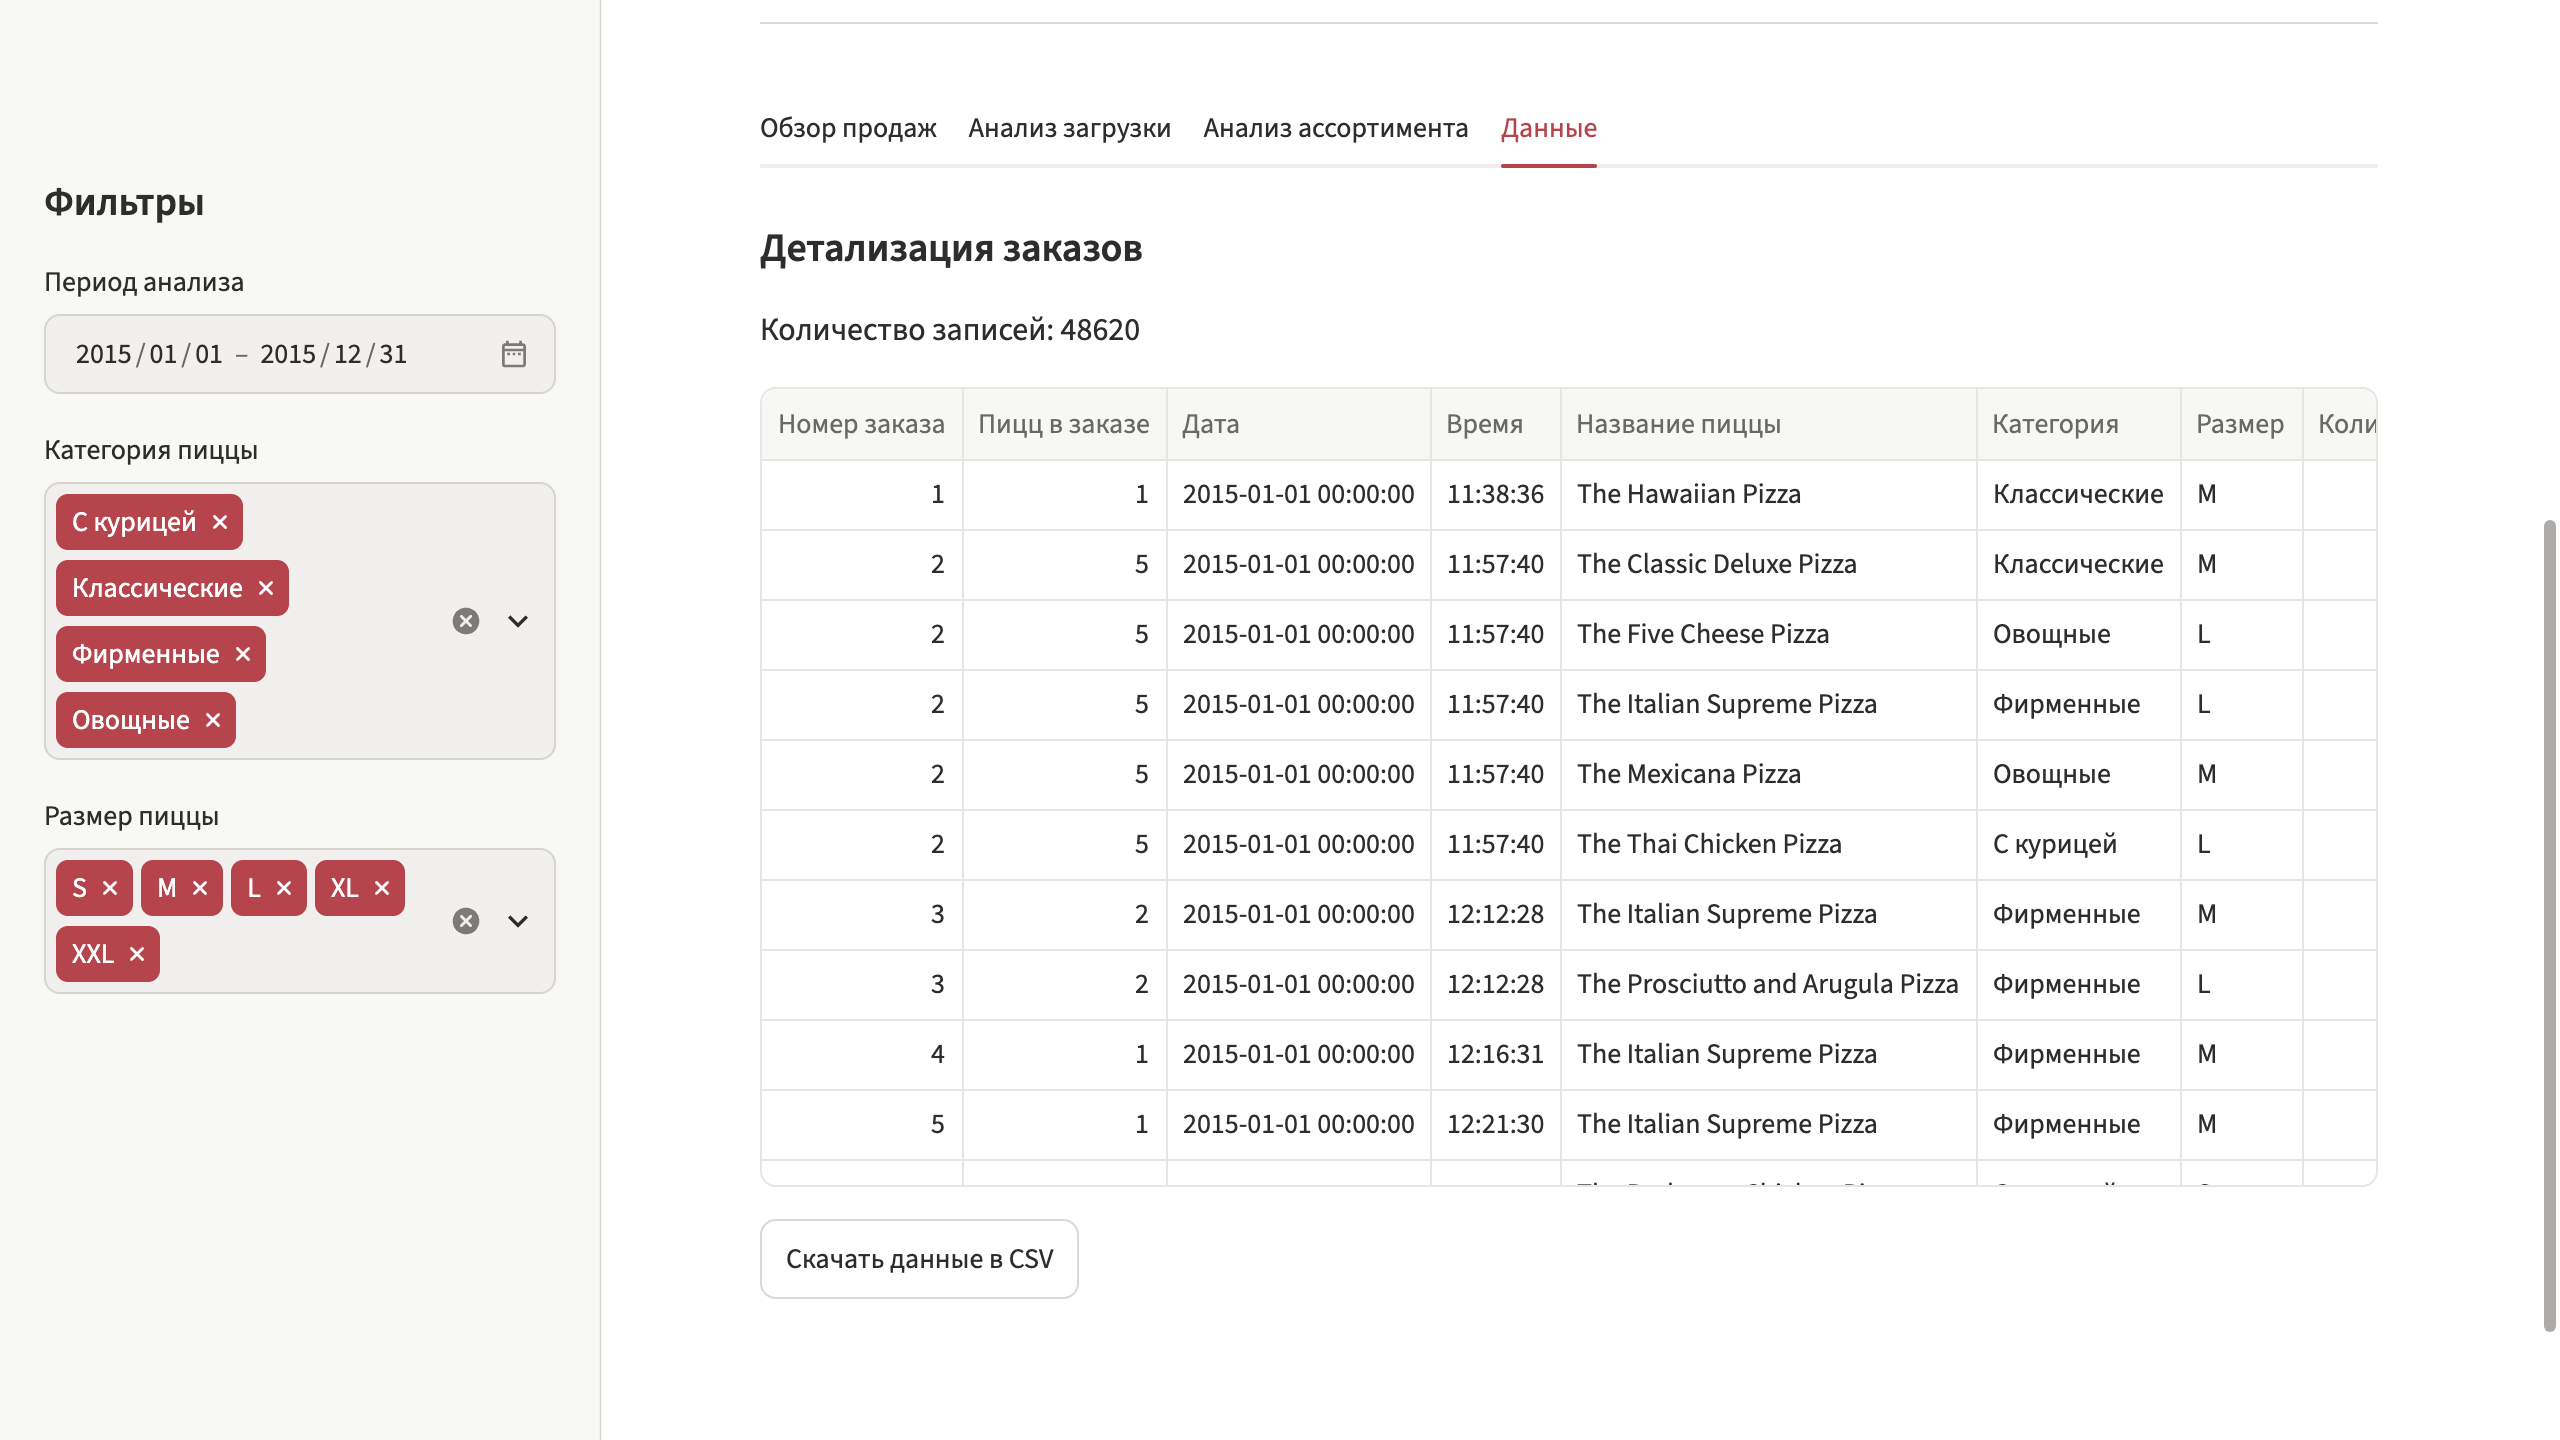 Фильтры
Период анализа
2015/01/01 – 2015/12/31
Категория пиццы
С курицей
Классические
Фирменные
Овощные
Размер пиццы
S M L XL
XXL
Обзор продаж Анализ загрузки Анализ ассортимента Данные
Детализация заказов
Количество записей: 48620
Номер заказа Пицц в заказе Дата Время Название пиццы Категория Размер
1 1 2015-01-01 00:00:00 11:38:36 The Hawaiian Pizza Классические M
2 5 2015-01-01 00:00:00 11:57:40 The Classic Deluxe Pizza Классические M
2 5 2015-01-01 00:00:00 11:57:40 The Five Cheese Pizza Овощные L
2 5 2015-01-01 00:00:00 11:57:40 The Italian Supreme Pizza Фирменные L
2 5 2015-01-01 00:00:00 11:57:40 The Mexicana Pizza Овощные M
2 5 2015-01-01 00:00:00 11:57:40 The Thai Chicken Pizza С курицей L
3 2 2015-01-01 00:00:00 12:12:28 The Italian Supreme Pizza Фирменные M
3 2 2015-01-01 00:00:00 12:12:28 The Prosciutto and Arugula Pizza Фирменные L
4 1 2015-01-01 00:00:00 12:16:31 The Italian Supreme Pizza Фирменные M
5 1 2015-01-01 00:00:00 12:21:30 The Italian Supreme Pizza Фирменные M
Скачать данные в CSV